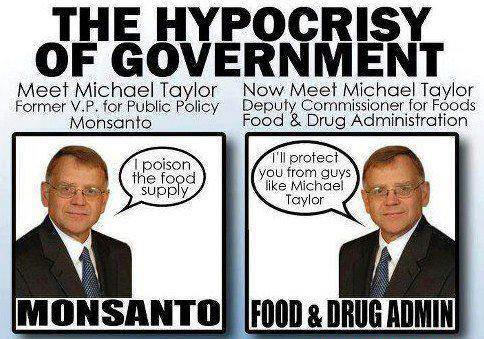 THE HYPOCRISY
OF GOVERNMENT
Meet Michael Taylor
Former V.P. for Public Policy
Monsanto
Now Meet Michael Taylor
Deputy Commissioner for Foods
Food & Drug Administration
I poison
the food
supply
MONSANTO
I'll protect
you from guys
like Michael
Taylor
FOOD & DRUG ADMIN